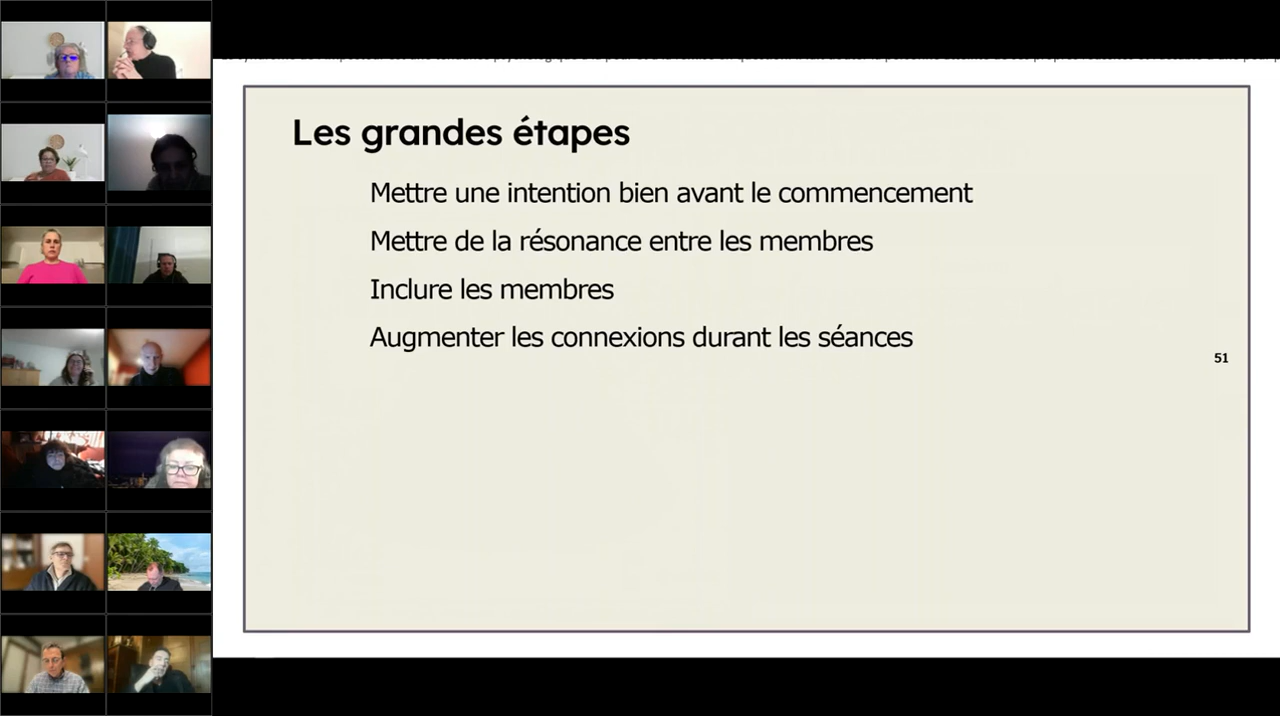 Les grandes étapes
Mettre une intention bien avant le commencement
Mettre de la résonance entre les membres
Inclure les membres
Augmenter les connexions durant les séances
51